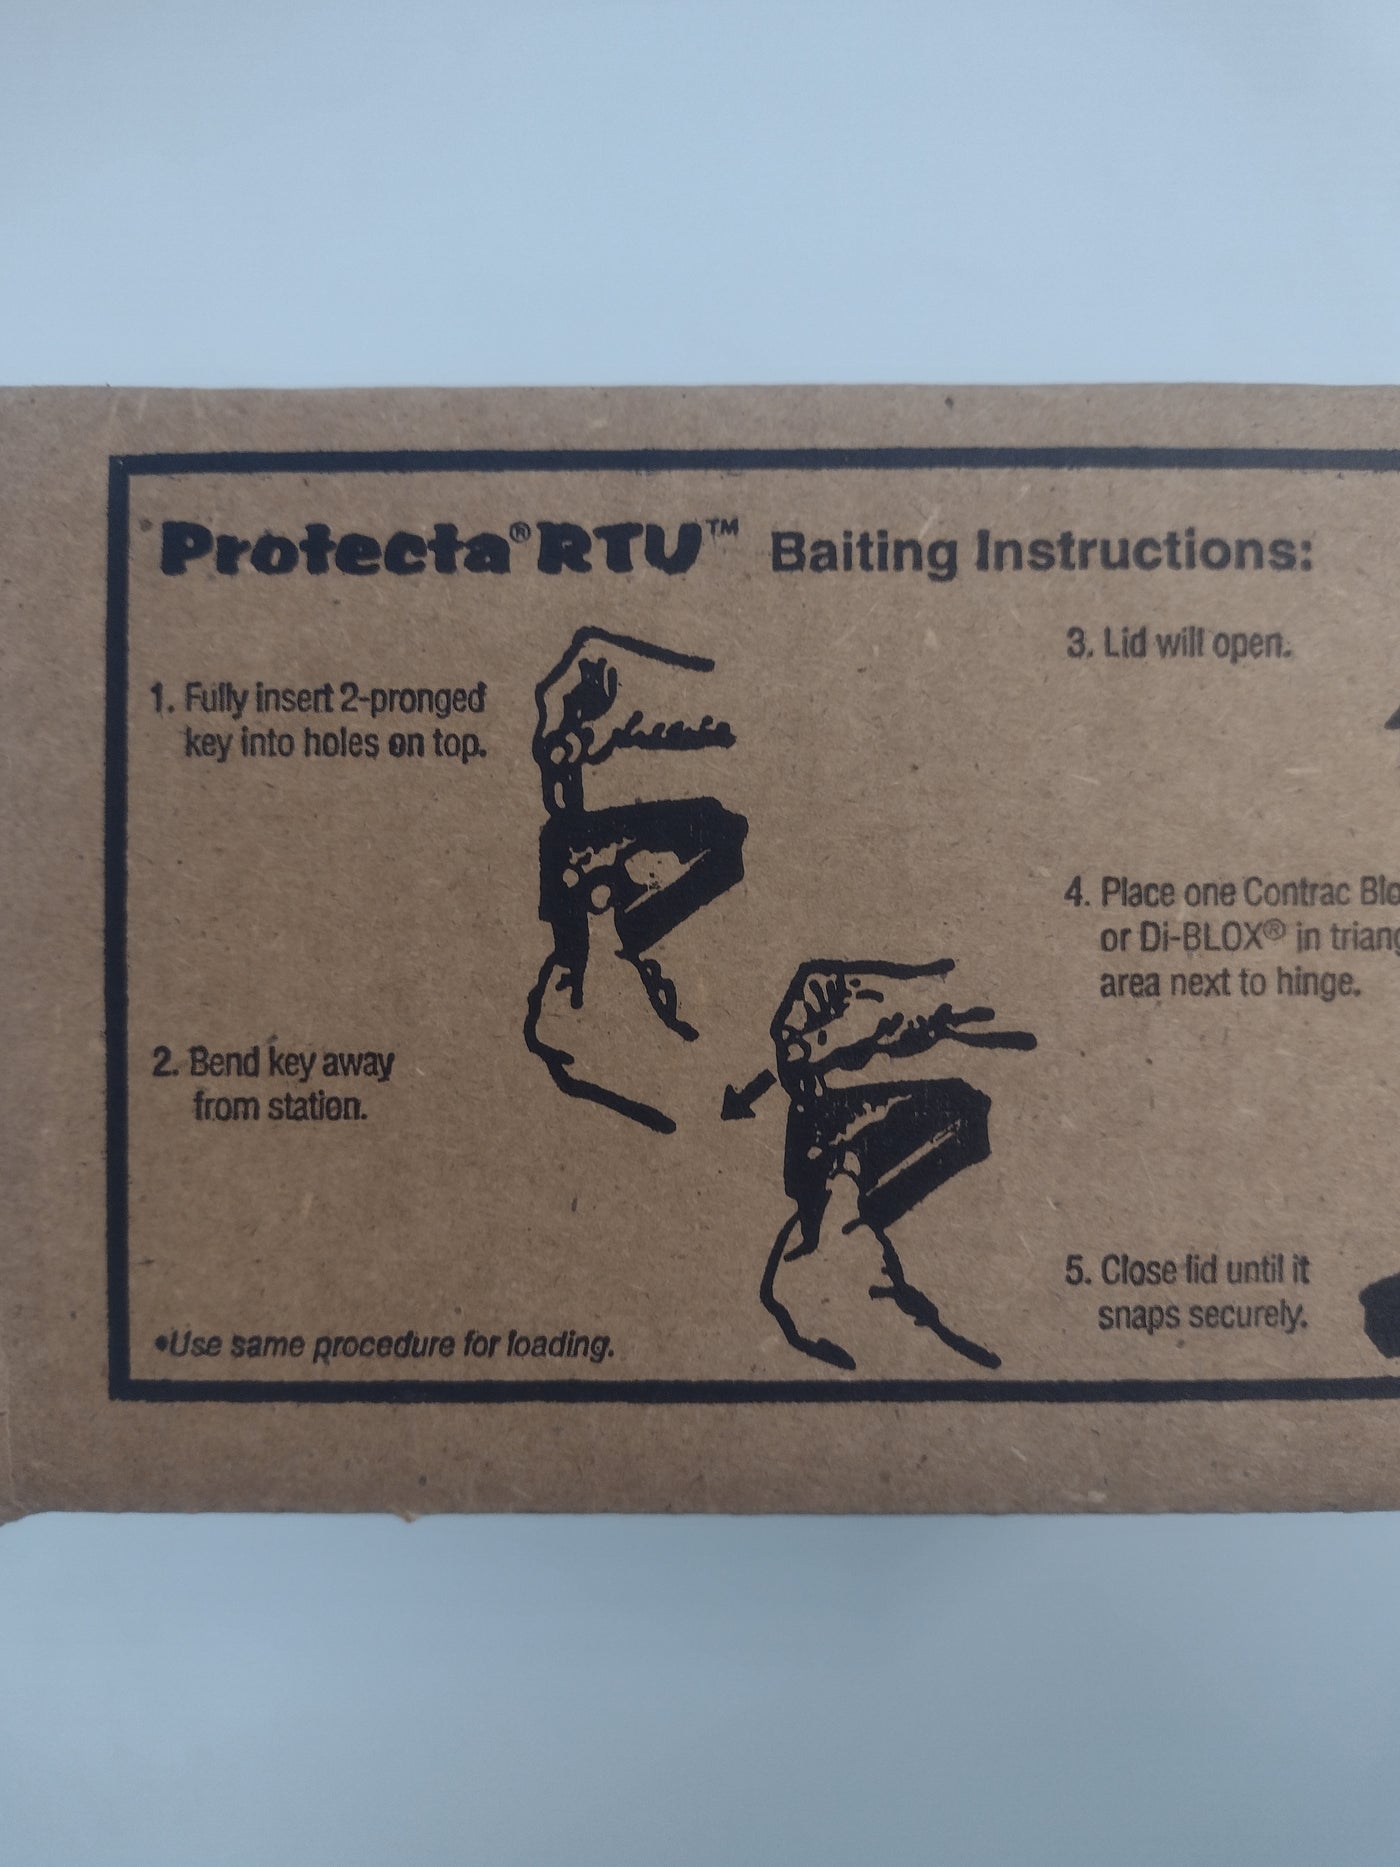 Protecta® RTU™ Baiting Instructions:
1. Fully insert 2-pronged
key into holes on top.
2. Bend key away
from station.
•Use same procedure for loading.
3. Lid will open.
4. Place one Contrac
or Di-BLOX® in
area next to hinge.
5. Close lid until it
snaps securely.